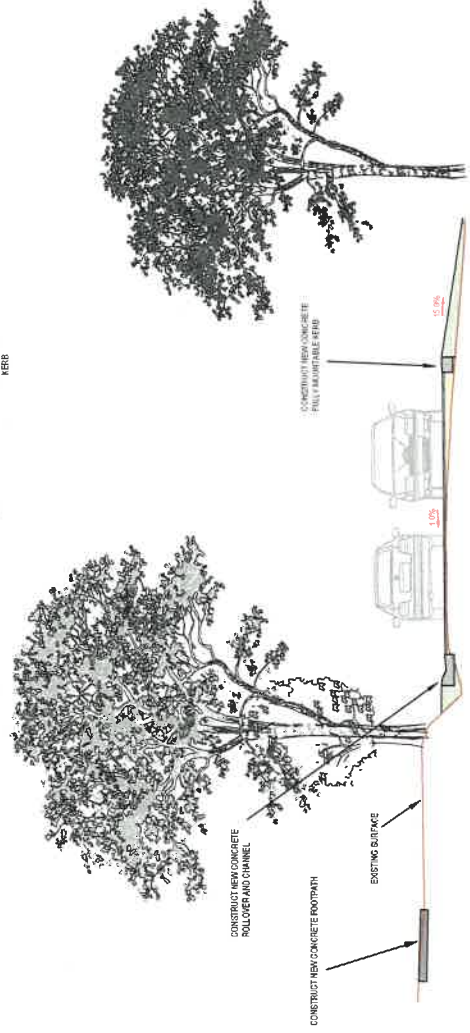 KERB
CONSTRUCT NEW CONCRETE
FULLY MOUNTABLE KERB
15.0%
1.0%
CONSTRUCT NEW CONCRETE
ROLLOVER AND CHANNEL
EXISTING SURFACE
CONSTRUCT NEW CONCRETE FOOTPATH